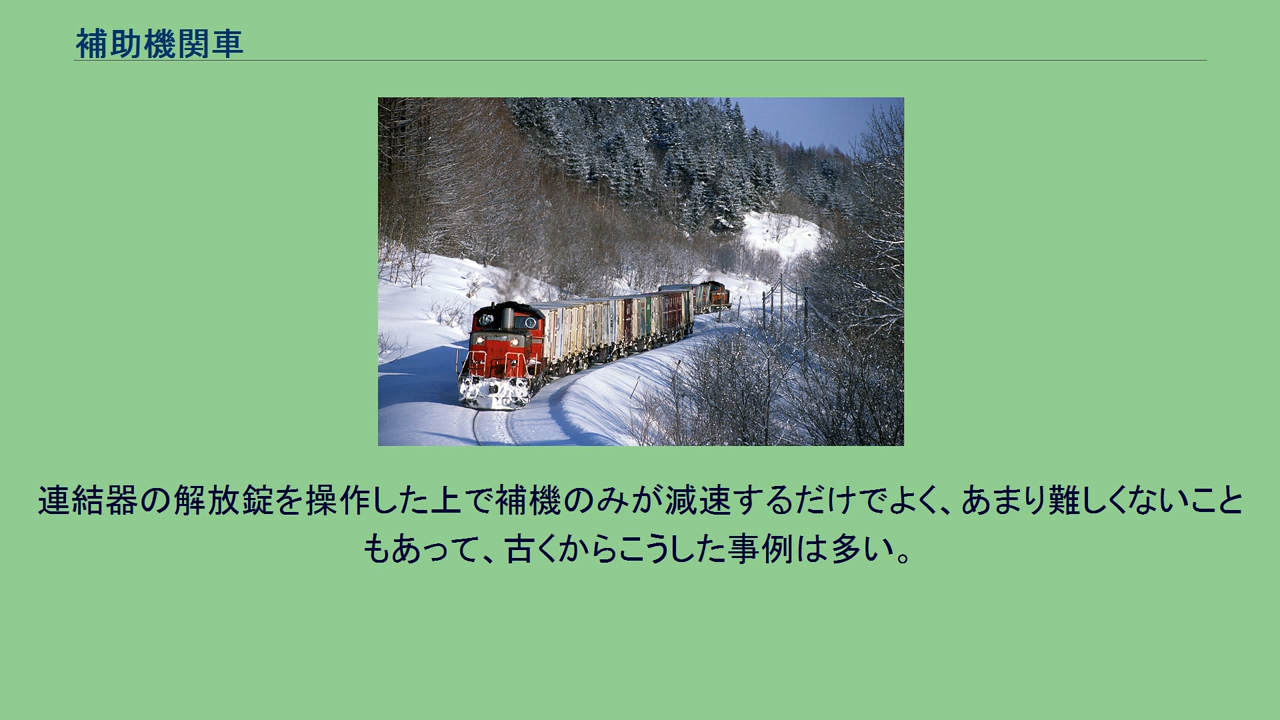 補助機関車
連結器の解放錠を操作した上で補機のみが減速するだけでよく、あまり難しくないこと
もあって、古くからこうした事例は多い。